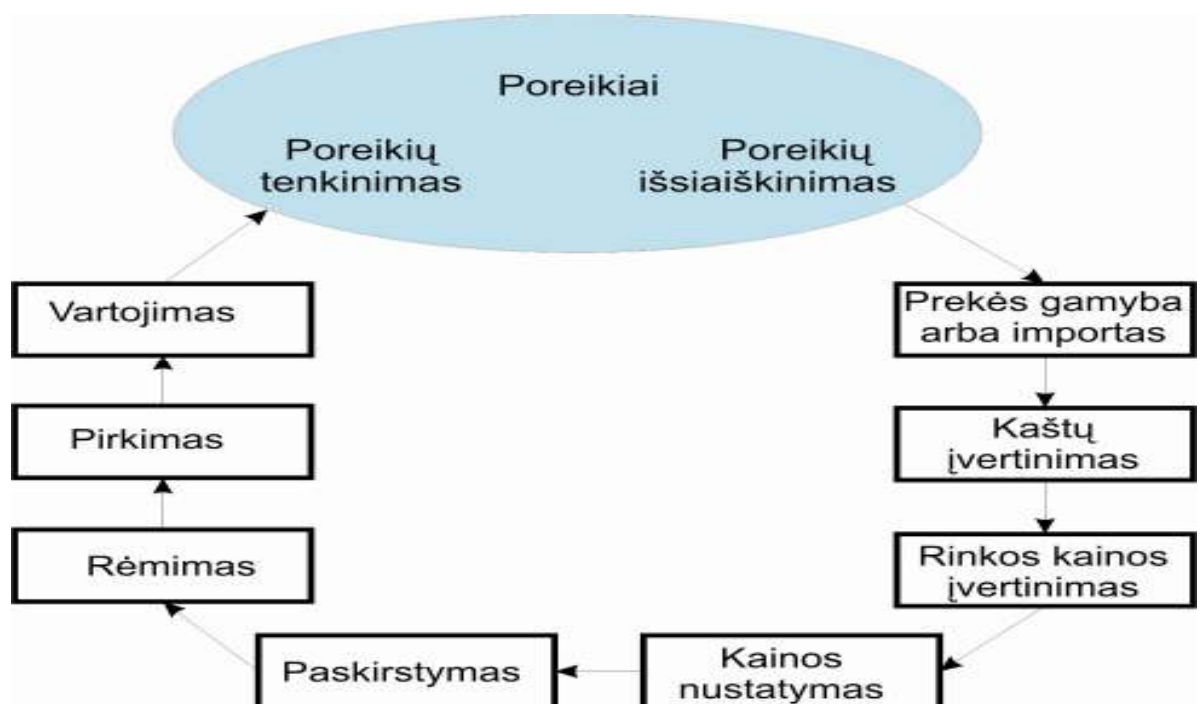 Poreikiai
Poreikių
tenkinimas
Poreikių
išsiaiškinimas
Prekės gamyba
arba importas
Kaštų
įvertinimas
Rinkos kainos
įvertinimas
Kainos
nustatymas
Paskirstymas
Rėmimas
Pirkimas
Vartojimas